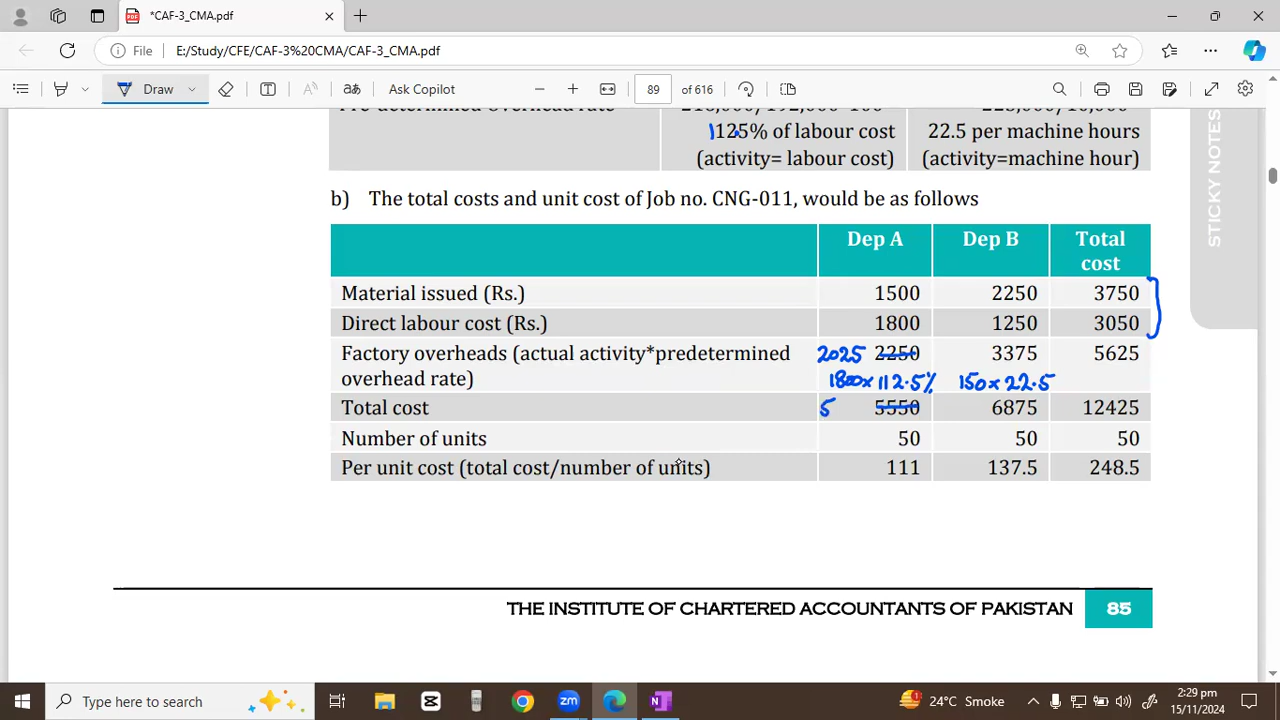 *CAF-3_CMA.pdf
File E:/Study/CFE/CAF-3%20CMA/CAF-3_CMA.pdf
Draw Ask Copilot 89 of 616
125% of labour cost 22.5 per machine hours
(activity= labour cost) (activity=machine hour)
b) The total costs and unit cost of Job no. CNG-011, would be as follows
Dep A Dep B Total cost
Material issued (Rs.) 1500 2250 3750
Direct labour cost (Rs.) 1800 1250 3050
Factory overheads (actual activity*predetermined 2025 2250 3375 5625
overhead rate) 1800x 112.5% 150x 22.5
Total cost 5 5550 6875 12425
Number of units 50 50 50
Per unit cost (total cost/number of units) 111 137.5 248.5
THE INSTITUTE OF CHARTERED ACCOUNTANTS OF PAKISTAN 85
STICKY NOTES
Type here to search
zm
24°C Smoke
2:29 pm
15/11/2024